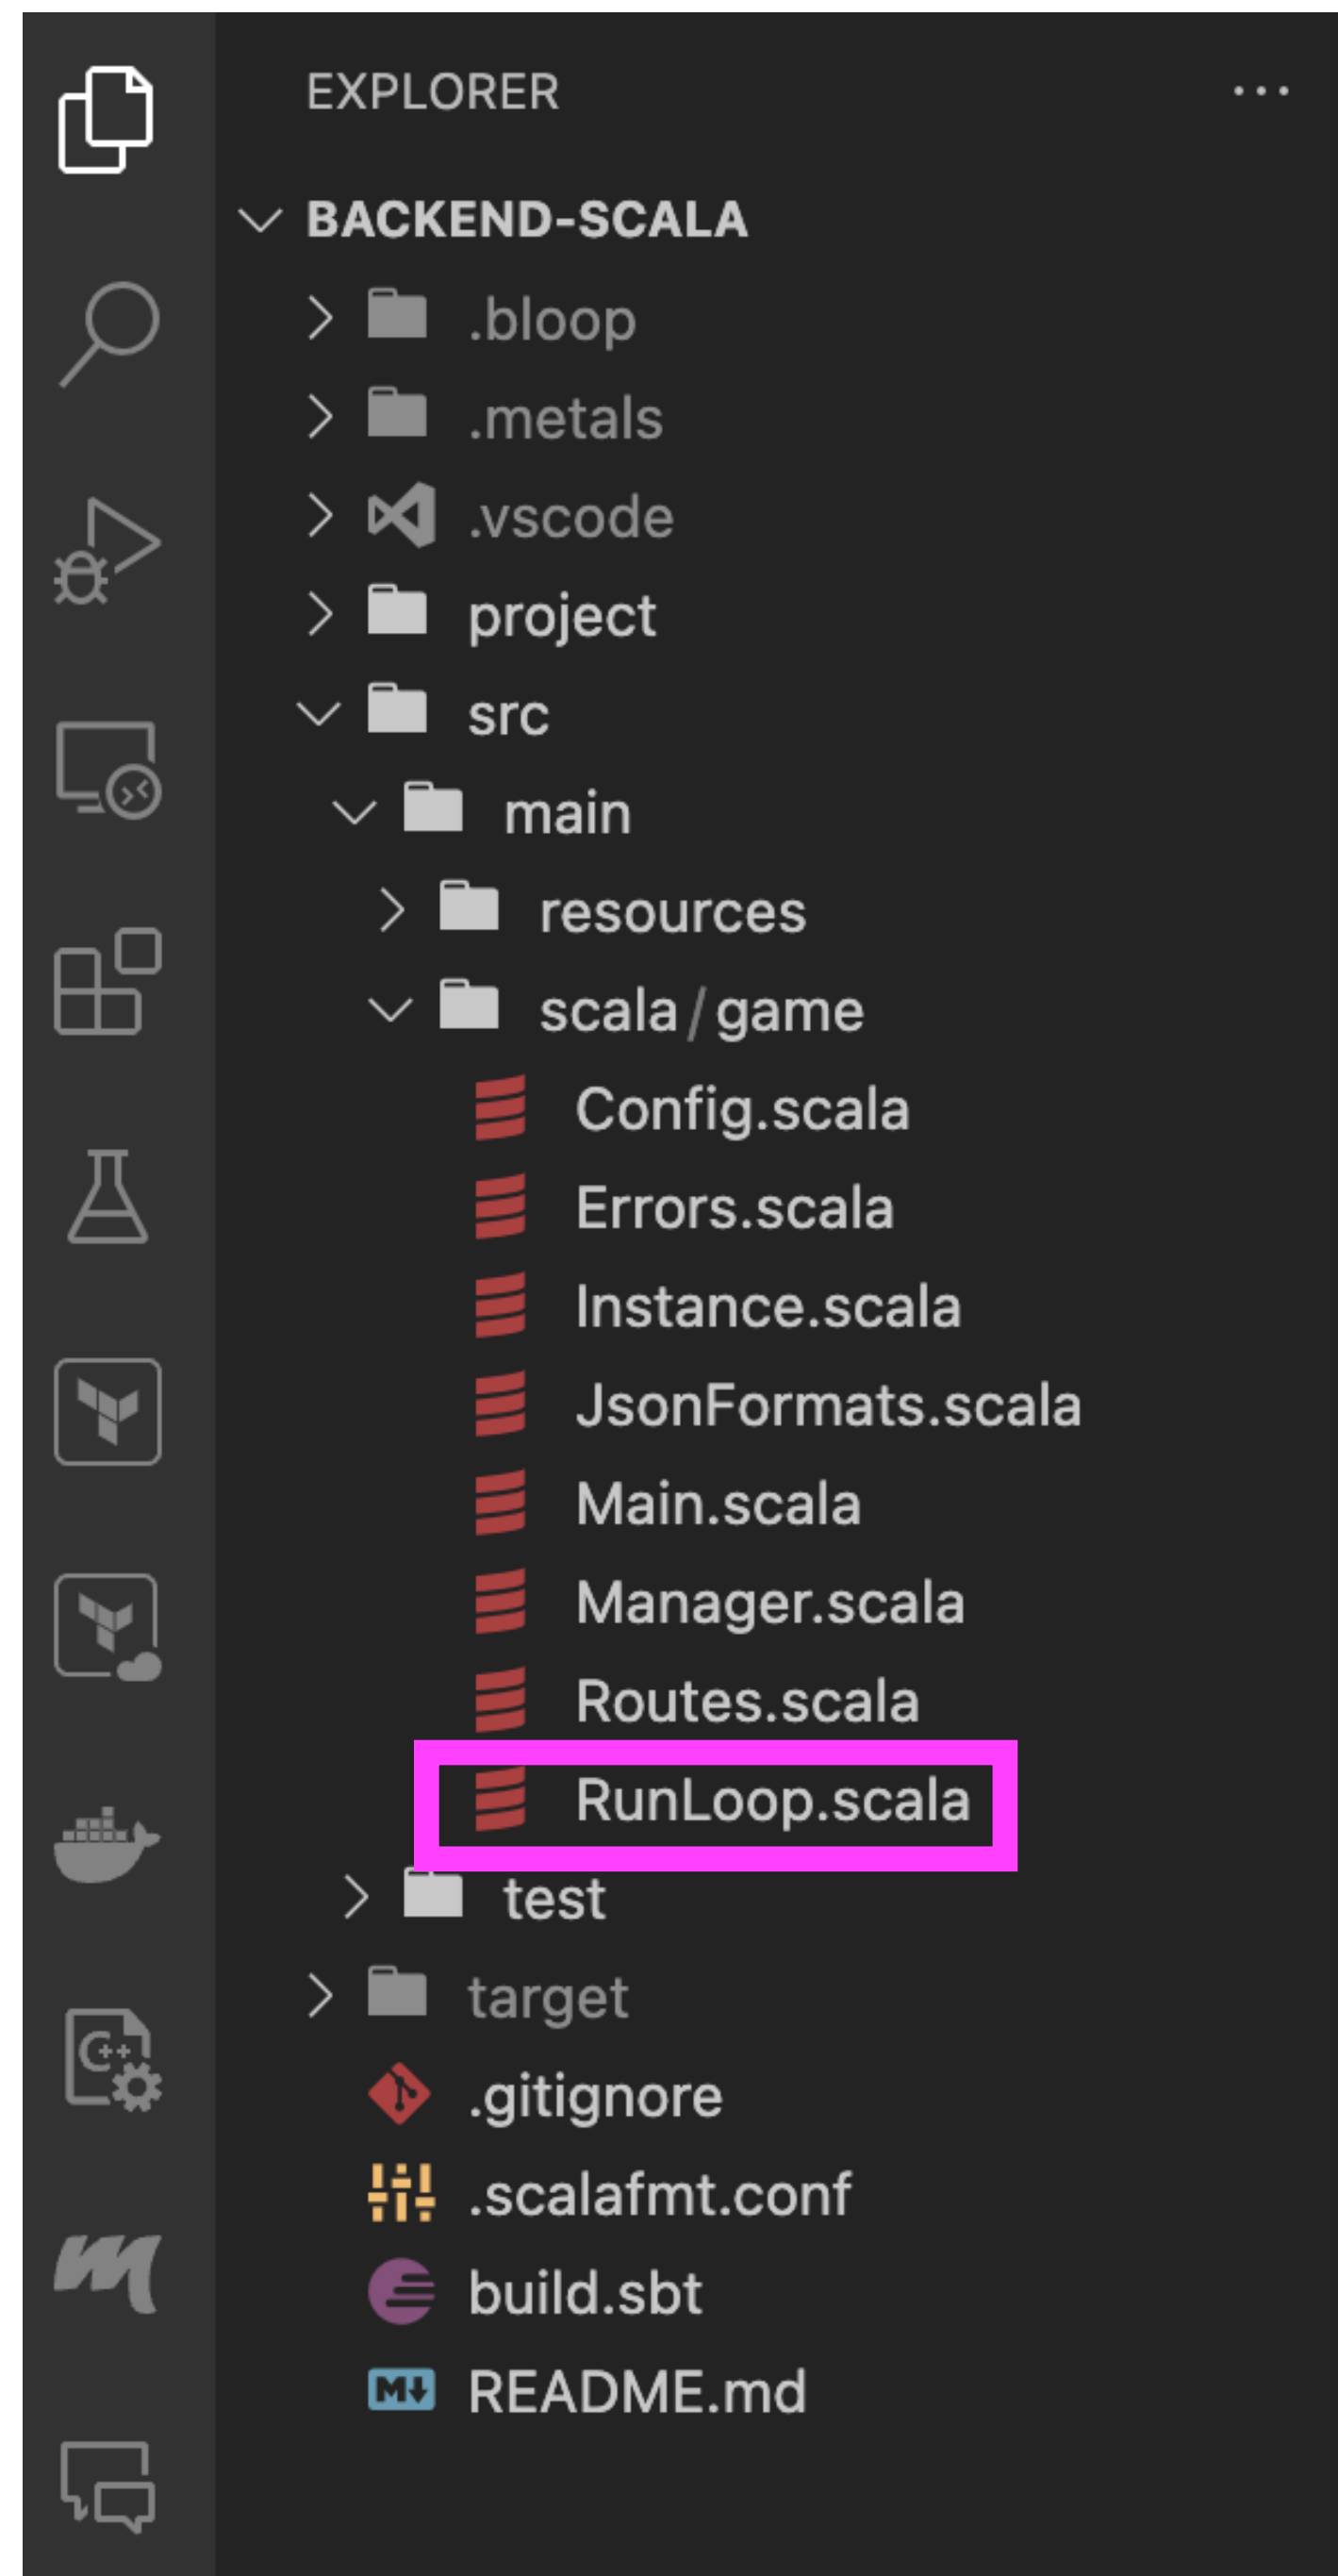 EXPLORER
BACKEND-SCALA
.bloop
.metals
.vscode
project
src
main
resources
scala/game
Config.scala
Errors.scala
Instance.scala
JsonFormats.scala
Main.scala
Manager.scala
Routes.scala
RunLoop.scala
test
target
C++
.gitignore
.scalafmt.conf
build.sbt
m
M
README.md